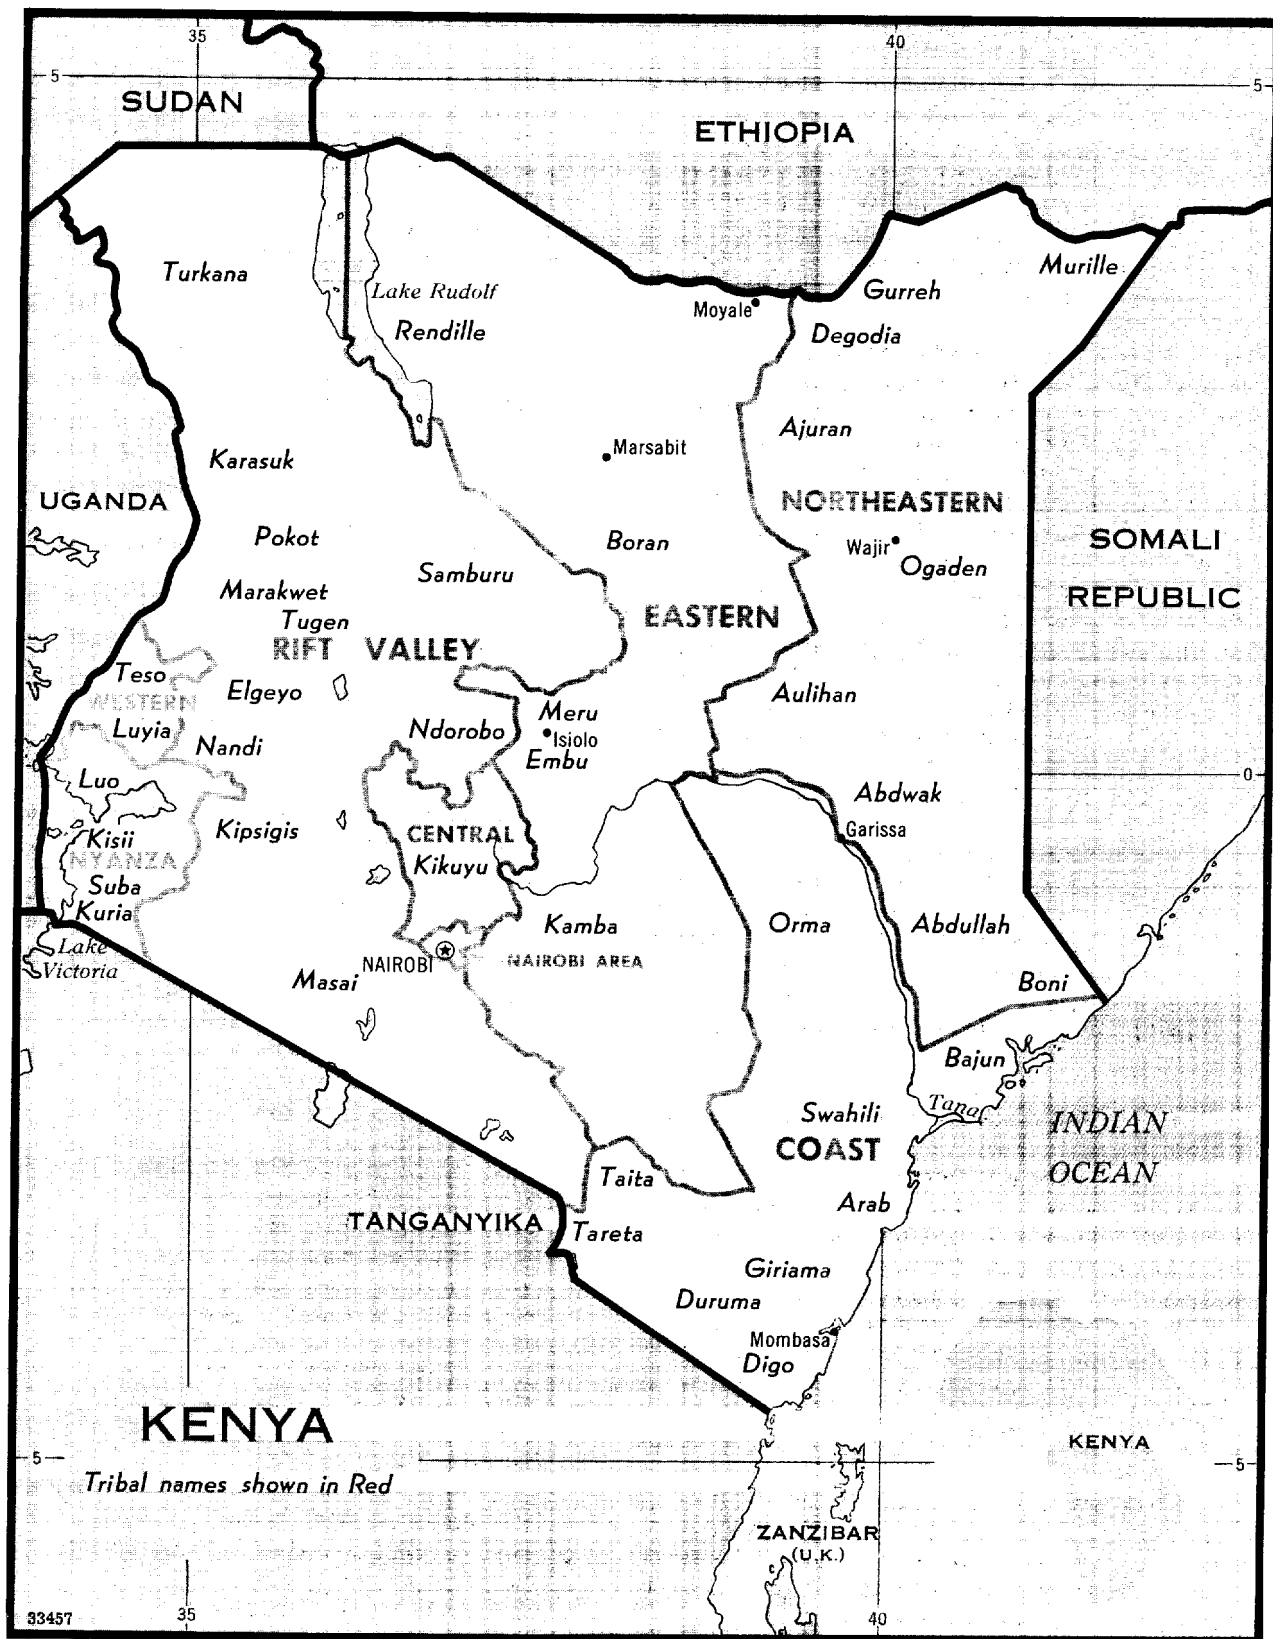 35
40
5
5
SUDAN
ETHIOPIA
Turkana
Lake Rudolf
Rendille
Moyale
Gurreh
Murille
Degodia
Ajuran
Karasuk
Marsabit
UGANDA
NORTHEASTERN
Pokot
Boran
Wajir
Ogaden
SOMALI
REPUBLIC
Samburu
Marakwet
Tugen
EASTERN
RIFT VALLEY
Teso
WESTERN
Elgeyo
Aulihan
Luyia
Nandi
Ndorobo
Meru
Isiolo
Embu
Luo
0
Abdwak
Garissa
Kisii
Kipsigis
CENTRAL
NYANZA
Kikuyu
Suba
Kuria
Kamba
Orma
Abdullah
Lake
Victoria
NAIROBI
NAIROBI AREA
Masai
Boni
Bajun
Swahili
Tana
INDIAN
OCEAN
COAST
Taita
Arab
TANGANYIKA
Tareta
Giriama
Duruma
Mombasa
Digo
KENYA
KENYA
5
5
Tribal names shown in Red
ZANZIBAR
(U.K.)
33457
35
40